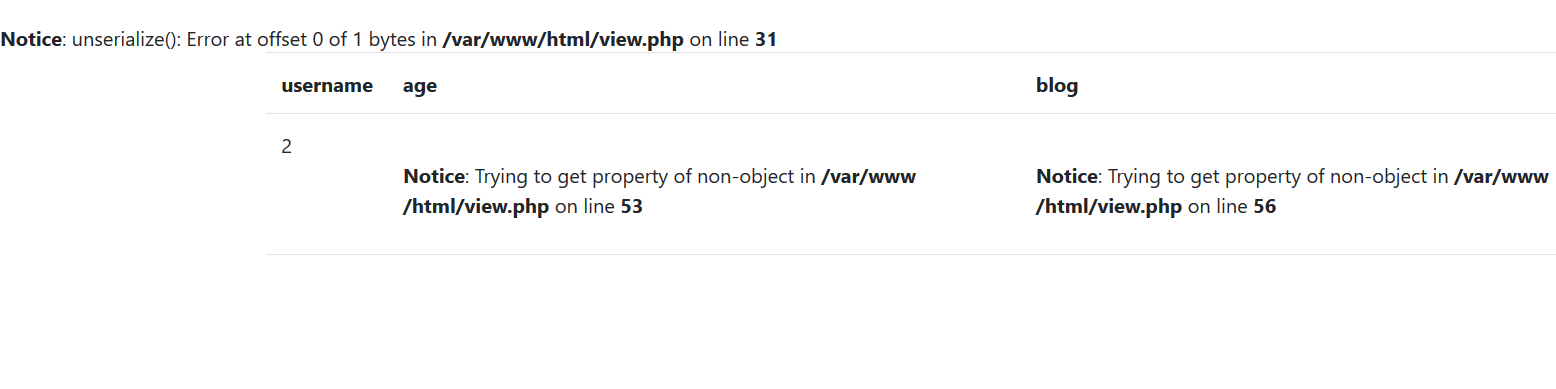 Notice: unserialize(): Error at offset 0 of 1 bytes in /var/www/html/view.php on line 31
username age blog
2
Notice: Trying to get property of non-object in /var/www
/html/view.php on line 53
Notice: Trying to get property of non-object in /var/www
/html/view.php on line 56